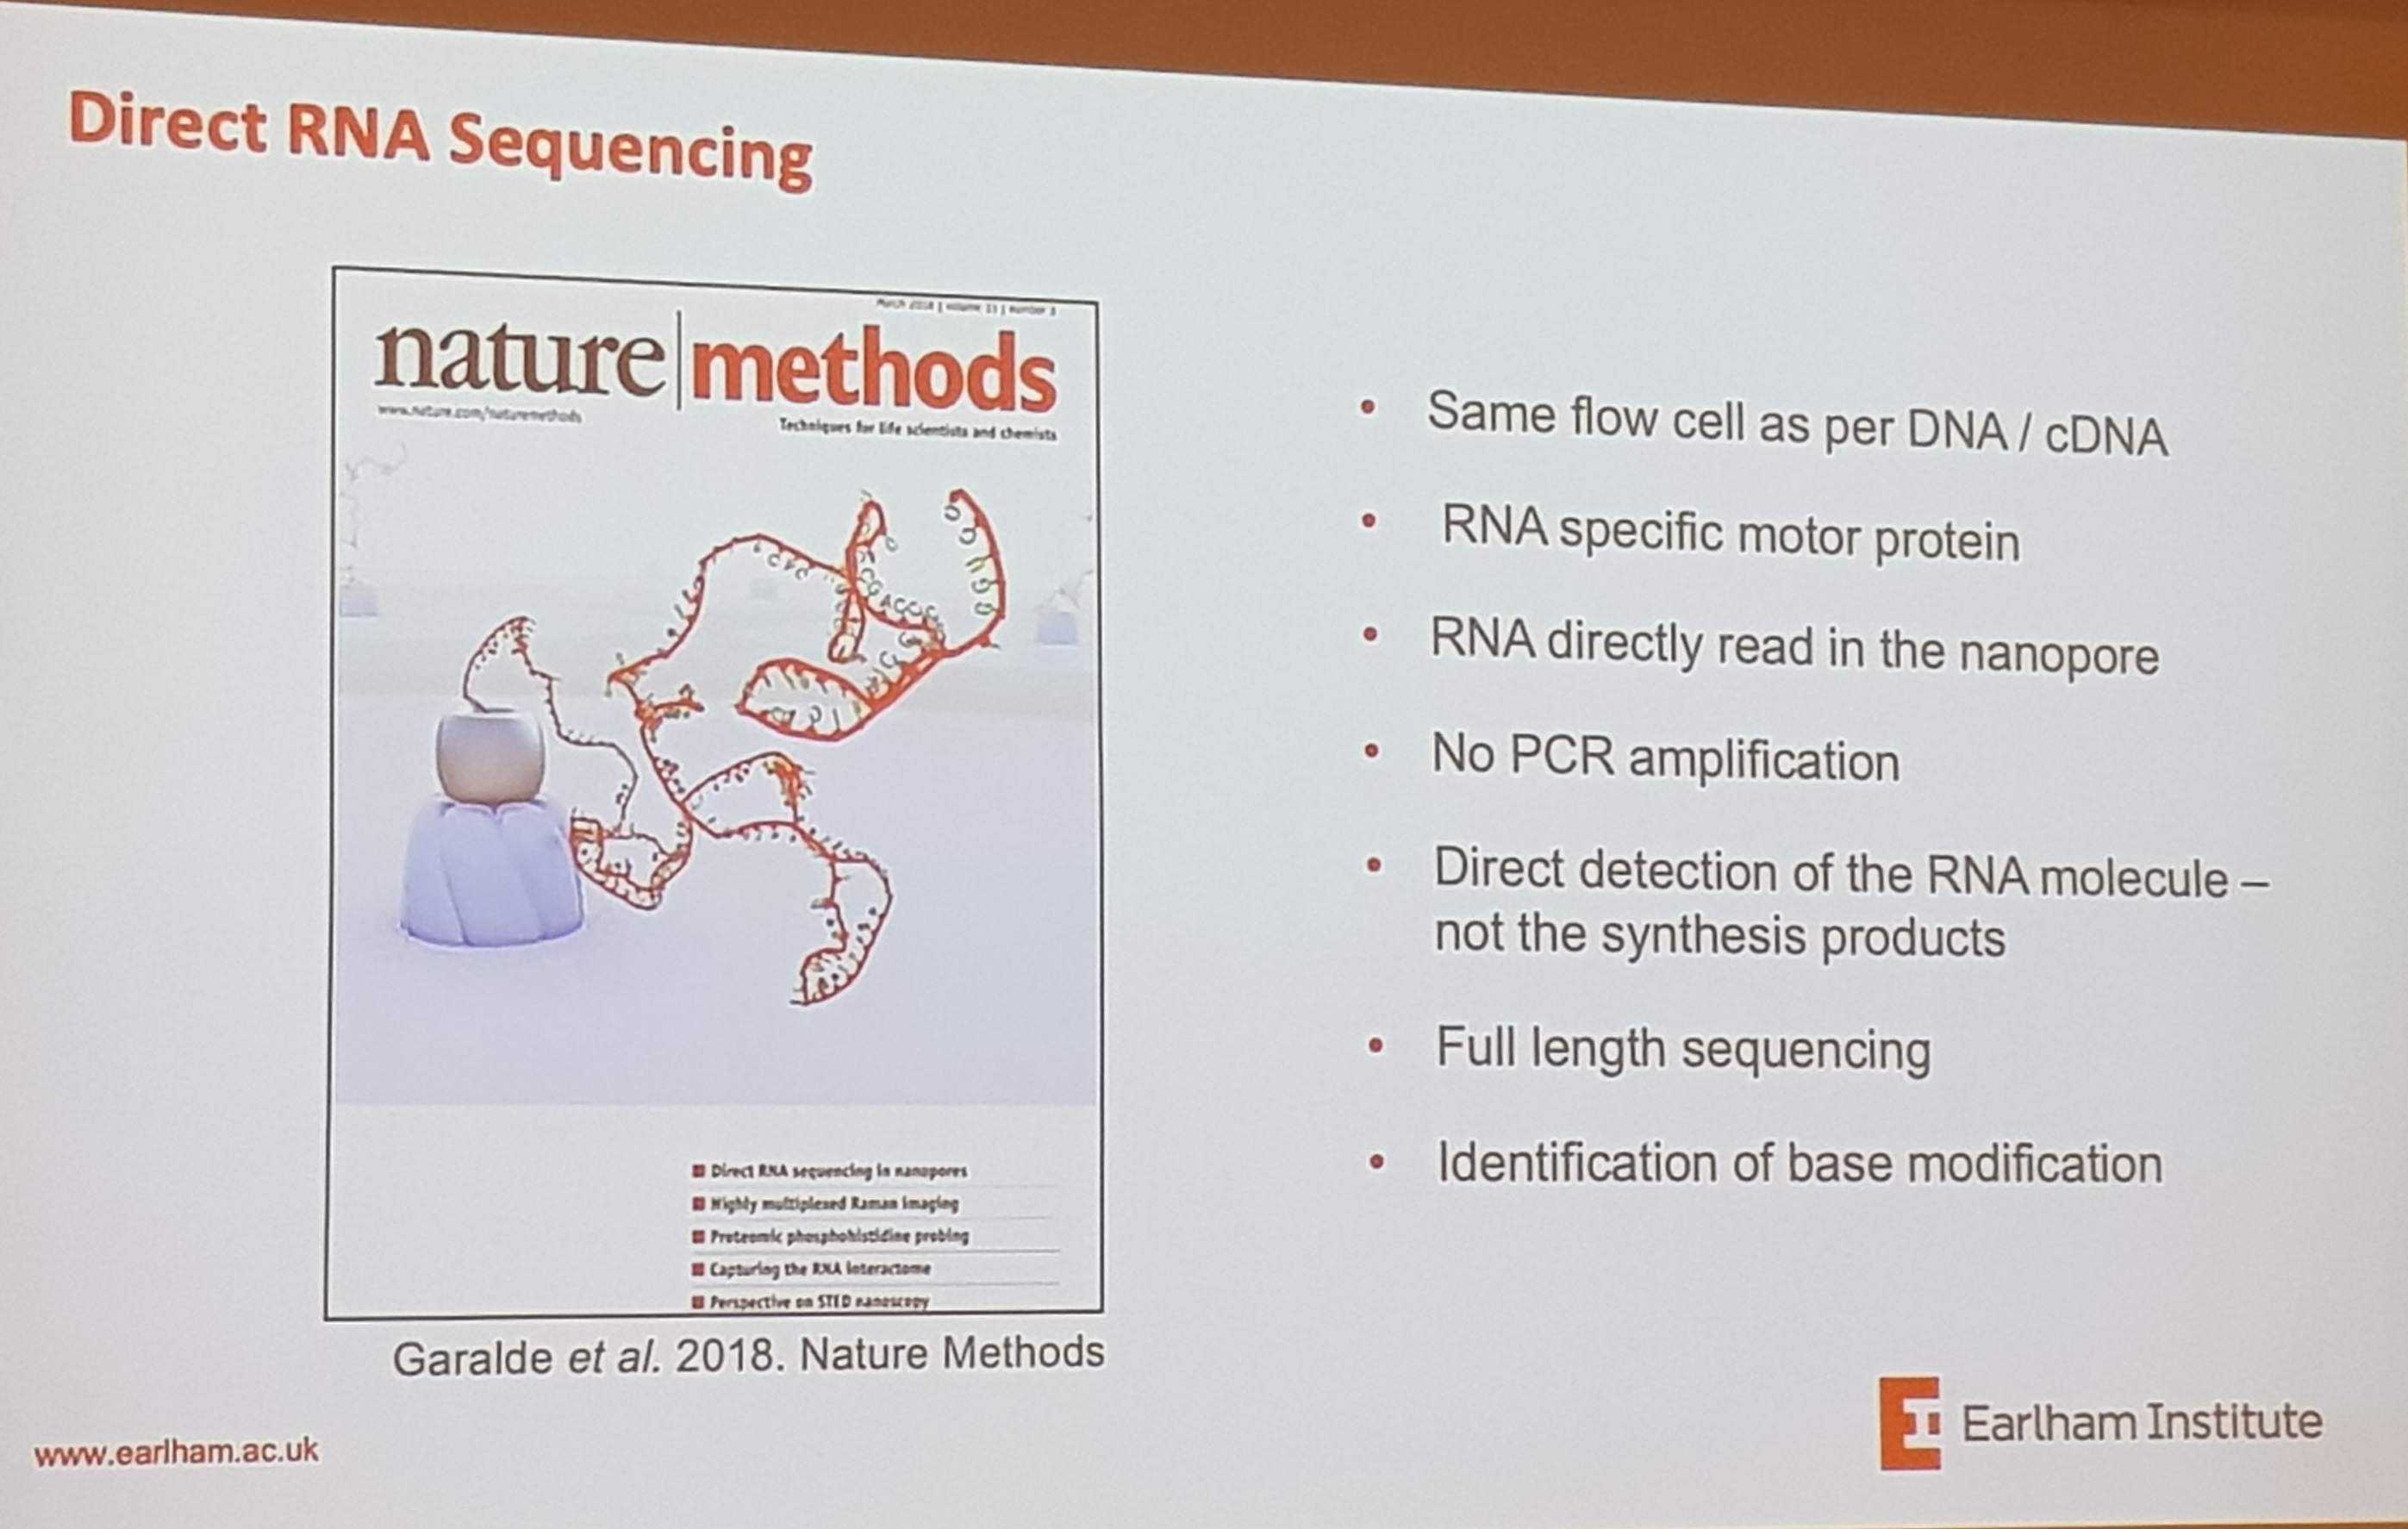 Direct RNA Sequencing
March 2018 | volume 15 | number 3
nature methods
www.nature.com/naturemethods
Techniques for life scientists and chemists
Direct RNA sequencing in nanopores
Highly multiplexed Raman imaging
Proteomic phosphohistidine probing
Capturing the RNA interactome
Perspective on STED nanoscopy
Garalde et al. 2018. Nature Methods
• Same flow cell as per DNA / cDNA
• RNA specific motor protein
• RNA directly read in the nanopore
• No PCR amplification
• Direct detection of the RNA molecule –
not the synthesis products
• Full length sequencing
• Identification of base modification
www.earlham.ac.uk
Earlham Institute